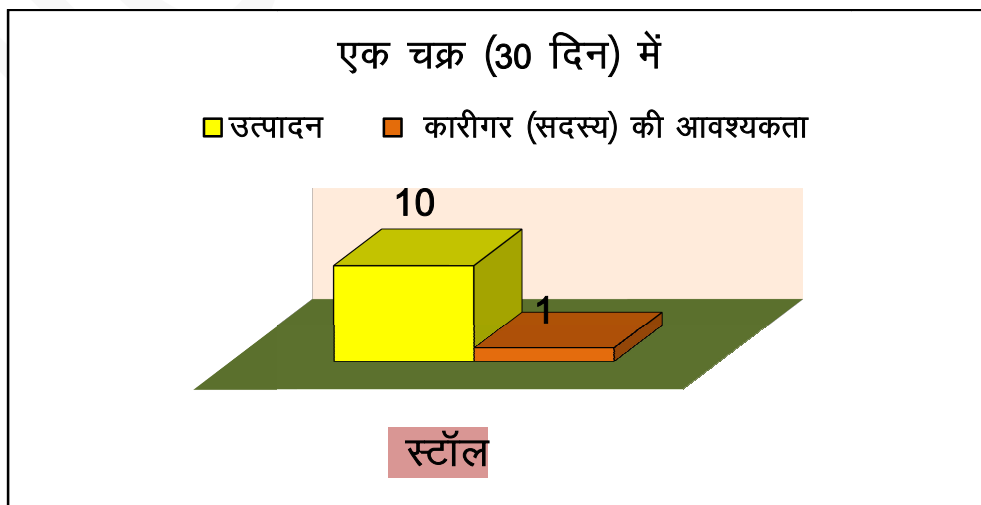 एक चक्र (30 दिन) में
उत्पादन कारीगर (सदस्य) की आवश्यकता
10
1
स्टॉल